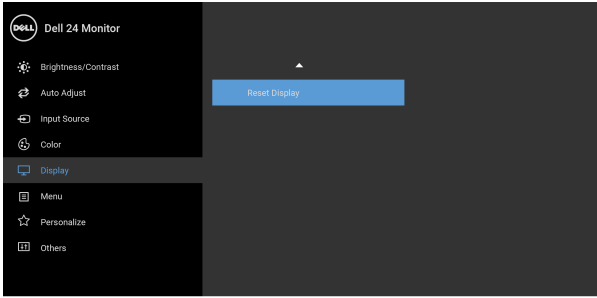 DELL
Dell 24 Monitor
Brightness/Contrast
Auto Adjust
Input Source
Color
Display
Menu
Personalize
Others
Reset Display